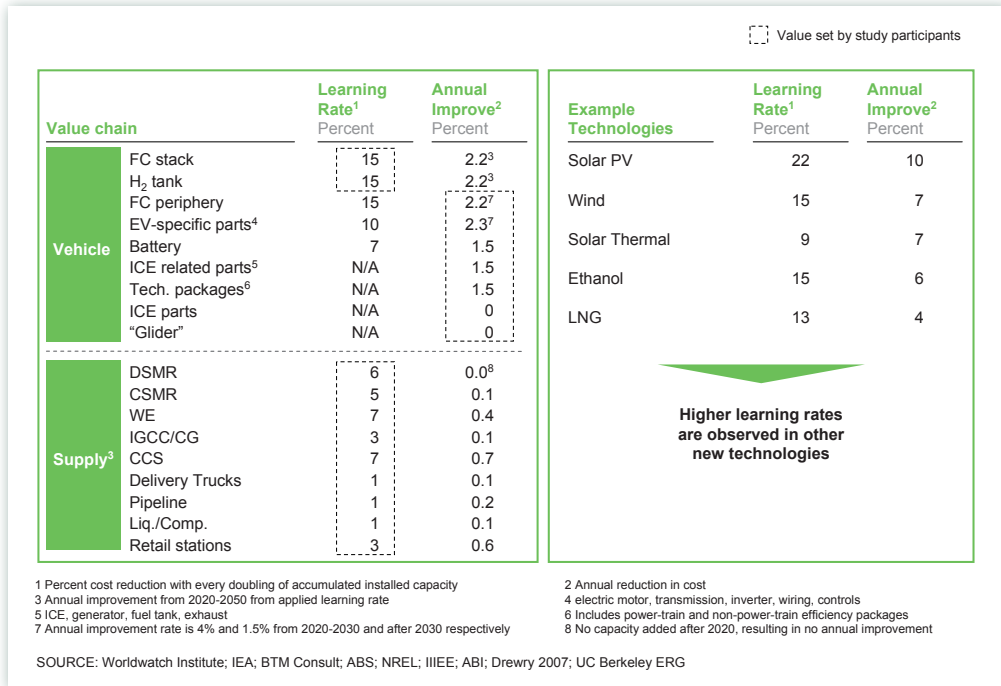 Value set by study participants
Value chain
Learning Rate¹ Percent
Annual Improve² Percent
Vehicle
FC stack 15 2.2³
H₂ tank 15 2.2³
FC periphery 15 2.2⁷
EV-specific parts⁴ 10 2.3⁷
Battery 7 1.5
ICE related parts⁵ N/A 1.5
Tech. packages⁶ N/A 1.5
ICE parts N/A 0
“Glider” N/A 0
Supply³
DSMR 6 0.0⁸
CSMR 5 0.1
WE 7 0.4
IGCC/CG 3 0.1
CCS 7 0.7
Delivery Trucks 1 0.1
Pipeline 1 0.2
Liq./Comp. 1 0.1
Retail stations 3 0.6
Example Technologies
Learning Rate¹ Percent
Annual Improve² Percent
Solar PV 22 10
Wind 15 7
Solar Thermal 9 7
Ethanol 15 6
LNG 13 4
Higher learning rates
are observed in other
new technologies
1 Percent cost reduction with every doubling of accumulated installed capacity
2 Annual reduction in cost
3 Annual improvement from 2020-2050 from applied learning rate
4 electric motor, transmission, inverter, wiring, controls
5 ICE, generator, fuel tank, exhaust
6 Includes power-train and non-power-train efficiency packages
7 Annual improvement rate is 4% and 1.5% from 2020-2030 and after 2030 respectively
8 No capacity added after 2020, resulting in no annual improvement
SOURCE: Worldwatch Institute; IEA; BTM Consult; ABS; NREL; IIIEE; ABI; Drewry 2007; UC Berkeley ERG